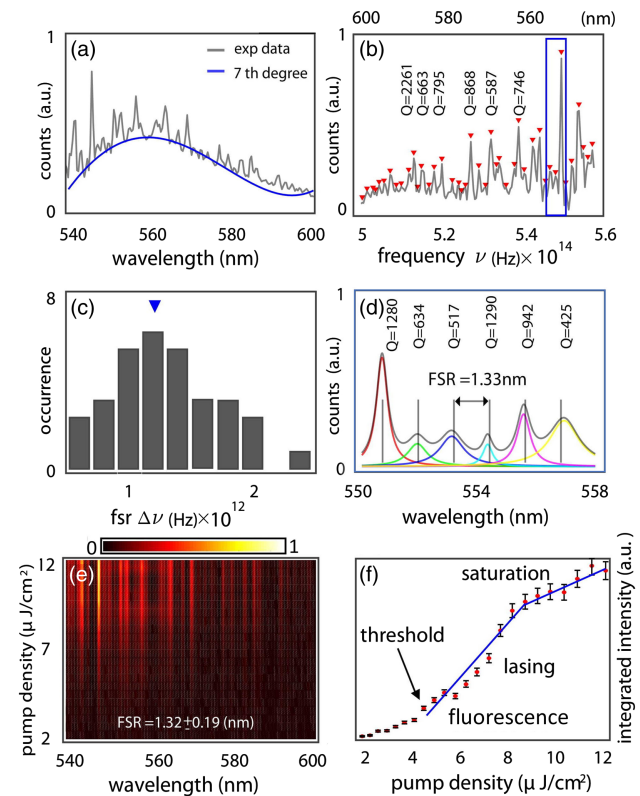 600 580 560 (nm)
1
(a)
exp data
7 th degree
counts (a.u.)
0
540 560 580 600
wavelength (nm)
1
(b)
Q=2261
Q=663
Q=795
Q=868
Q=587
Q=746
counts (a.u.)
0
5 5.2 5.4 5.6
frequency ν (Hz)× 10^14
8
(c)
occurrence
0
1 2
fsr Δν (Hz)×10^12
1
(d)
Q=1280
Q=634
Q=517
Q=1290
Q=942
Q=425
FSR =1.33nm
counts (a.u.)
0
550 554 558
wavelength (nm)
0 1
12
(e)
pump density (μ J/cm²)
7
2
FSR =1.32±0.19 (nm)
540 560 580 600
wavelength (nm)
(f)
saturation
threshold
lasing
fluorescence
integrated intensity (a.u.)
2 4 6 8 10 12
pump density (μ J/cm²)